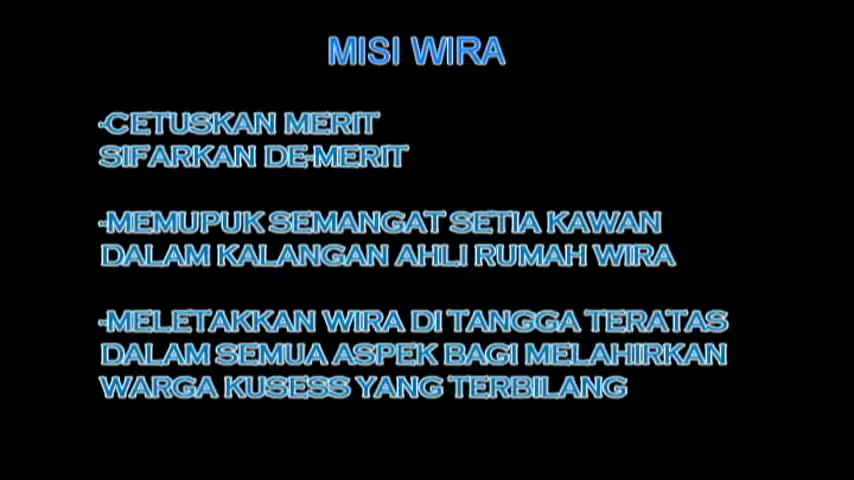 MISI WIRA
-CETUSKAN MERIT
SIFARKAN DE-MERIT
-MEMUPUK SEMANGAT SETIA KAWAN
DALAM KALANGAN AHLI RUMAH WIRA
-MELETAKKAN WIRA DI TANGGA TERATAS
DALAM SEMUA ASPEK BAGI MELAHIRKAN
WARGA KUSESS YANG TERBILANG